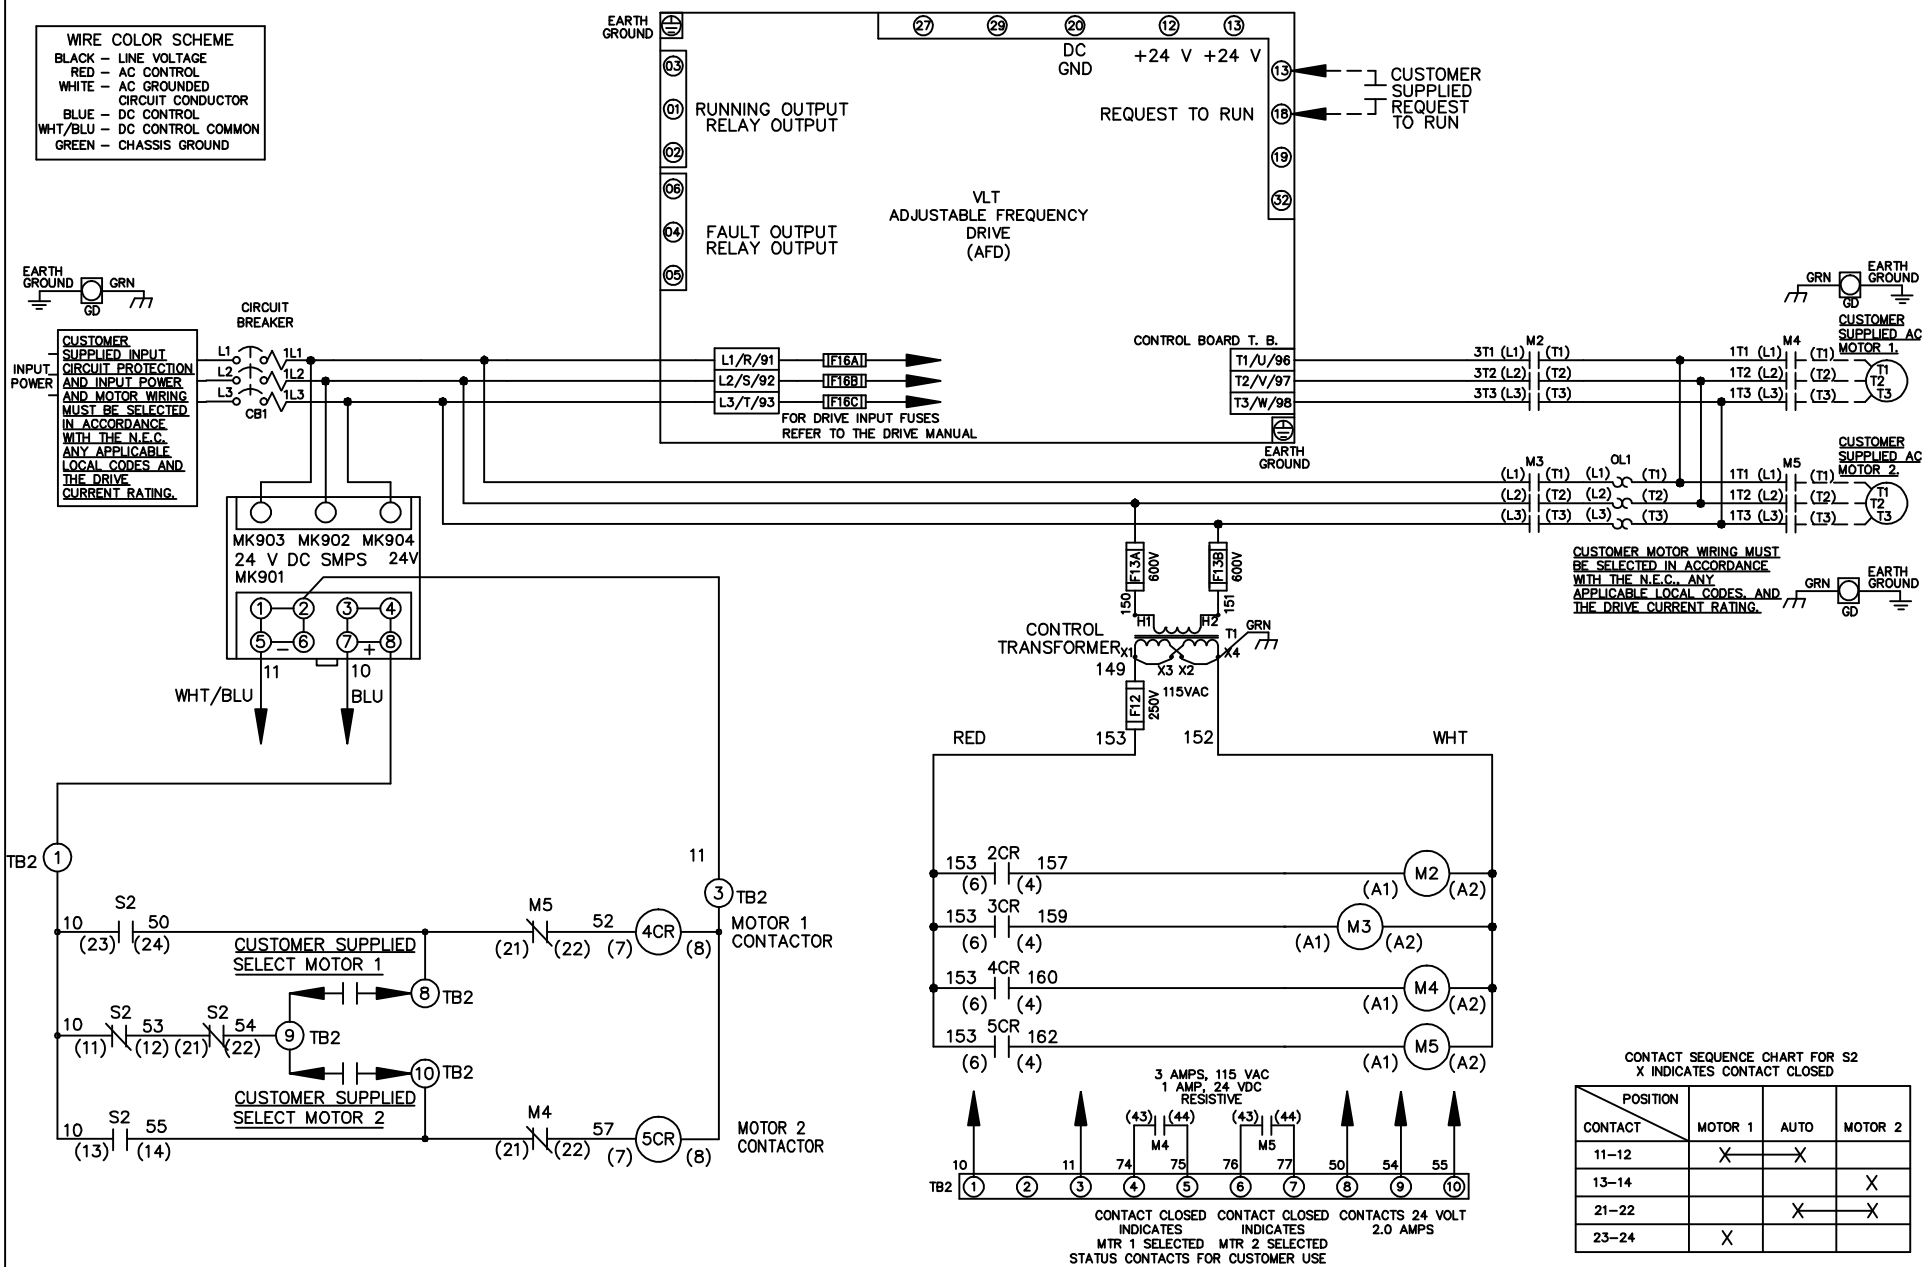 WIRE COLOR SCHEME
BLACK – LINE VOLTAGE
RED – AC CONTROL
WHITE – AC GROUNDED
CIRCUIT CONDUCTOR
BLUE – DC CONTROL
WHT/BLU – DC CONTROL COMMON
GREEN – CHASSIS GROUND
EARTH
GROUND
27 29 20 12 13
DC
GND
+24 V +24 V
03
01
02
RUNNING OUTPUT
RELAY OUTPUT
06
04
05
FAULT OUTPUT
RELAY OUTPUT
VLT
ADJUSTABLE FREQUENCY
DRIVE
(AFD)
REQUEST TO RUN
13
18
19
32
CUSTOMER
SUPPLIED
REQUEST
TO RUN
EARTH
GROUND
GRN
GD
INPUT
POWER
CUSTOMER
SUPPLIED INPUT
CIRCUIT PROTECTION
AND INPUT POWER
AND MOTOR WIRING
MUST BE SELECTED
IN ACCORDANCE
WITH THE N.E.C.
ANY APPLICABLE
LOCAL CODES AND
THE DRIVE
CURRENT RATING.
CIRCUIT
BREAKER
L1 1L1
L2 1L2
L3 1L3
CB1
L1/R/91 F16A
L2/S/92 F16B
L3/T/93 F16C
FOR DRIVE INPUT FUSES
REFER TO THE DRIVE MANUAL
CONTROL BOARD T. B.
T1/U/96
T2/V/97
T3/W/98
EARTH
GROUND
M2
3T1 (L1) (T1)
3T2 (L2) (T2)
3T3 (L3) (T3)
M4
1T1 (L1) (T1)
1T2 (L2) (T2)
1T3 (L3) (T3)
GRN
GD
EARTH
GROUND
CUSTOMER
SUPPLIED AC
MOTOR 1.
T1
T2
T3
M3 OL1
(L1) (T1) (L1) (T1)
(L2) (T2) (L2) (T2)
(L3) (T3) (L3) (T3)
M5
1T1 (L1) (T1)
1T2 (L2) (T2)
1T3 (L3) (T3)
CUSTOMER
SUPPLIED AC
MOTOR 2.
T1
T2
T3
CUSTOMER MOTOR WIRING MUST
BE SELECTED IN ACCORDANCE
WITH THE N.E.C., ANY
APPLICABLE LOCAL CODES, AND
THE DRIVE CURRENT RATING.
GRN
GD
EARTH
GROUND
MK903 MK902 MK904
24 V DC SMPS 24V
MK901
1 2 3 4
5 – 6 7 + 8
11 10
WHT/BLU BLU
F13A 600V
F13B 600V
150 151
H1 H2
CONTROL
TRANSFORMER
T1 GRN
X1 X3 X2 X4
149
F12 250V
115VAC
153 152
RED WHT
TB2 1
11
3 TB2
10 S2 50
(23) (24)
M5 52
(21) (22) (7) 4CR (8)
MOTOR 1
CONTACTOR
CUSTOMER SUPPLIED
SELECT MOTOR 1
8 TB2
10 S2 53 S2 54
(11) (12) (21) (22)
9 TB2
10 TB2
CUSTOMER SUPPLIED
SELECT MOTOR 2
10 S2 55
(13) (14)
M4 57
(21) (22) (7) 5CR (8)
MOTOR 2
CONTACTOR
153 2CR 157
(6) (4) (A1) M2 (A2)
153 3CR 159
(6) (4) (A1) M3 (A2)
153 4CR 160
(6) (4) (A1) M4 (A2)
153 5CR 162
(6) (4) (A1) M5 (A2)
3 AMPS, 115 VAC
1 AMP, 24 VDC
RESISTIVE
(43) (44) (43) (44)
M4 M5
10 11 74 75 76 77 50 54 55
TB2 1 2 3 4 5 6 7 8 9 10
CONTACT CLOSED
INDICATES
MTR 1 SELECTED
CONTACT CLOSED
INDICATES
MTR 2 SELECTED
STATUS CONTACTS FOR CUSTOMER USE
CONTACTS 24 VOLT
2.0 AMPS
CONTACT SEQUENCE CHART FOR S2
X INDICATES CONTACT CLOSED
POSITION
CONTACT MOTOR 1 AUTO MOTOR 2
11–12 X X
13–14 X
21–22 X X
23–24 X